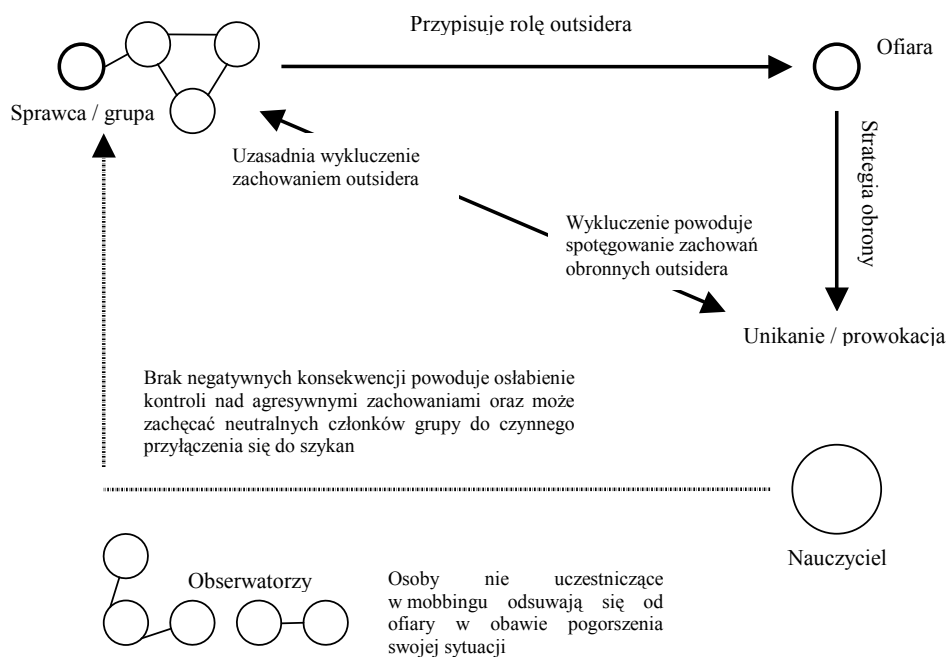 Przypisuje rolę outsidera
Ofiara
Sprawca / grupa
Strategia obrony
Uzasadnia wykluczenie
zachowaniem outsidera
Wykluczenie powoduje
spotęgowanie zachowań
obronnych outsidera
Unikanie / prowokacja
Brak negatywnych konsekwencji powoduje osłabienie
kontroli nad agresywnymi zachowaniami oraz może
zachęcać neutralnych członków grupy do czynnego
przyłączenia się do szykan
Nauczyciel
Obserwatorzy
Osoby nie uczestniczące
w mobbingu odsuwają się od
ofiary w obawie pogorszenia
swojej sytuacji